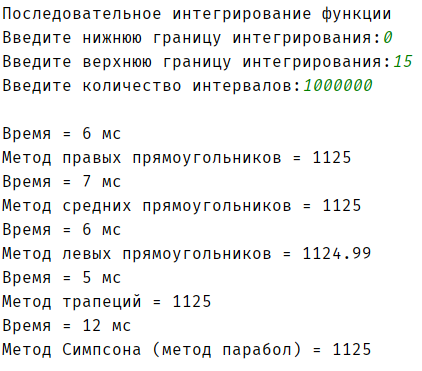 Последовательное интегрирование функции
Введите нижнюю границу интегрирования:0
Введите верхнюю границу интегрирования:15
Введите количество интервалов:1000000
Время = 6 мс
Метод правых прямоугольников = 1125
Время = 7 мс
Метод средних прямоугольников = 1125
Время = 6 мс
Метод левых прямоугольников = 1124.99
Время = 5 мс
Метод трапеций = 1125
Время = 12 мс
Метод Симпсона (метод парабол) = 1125